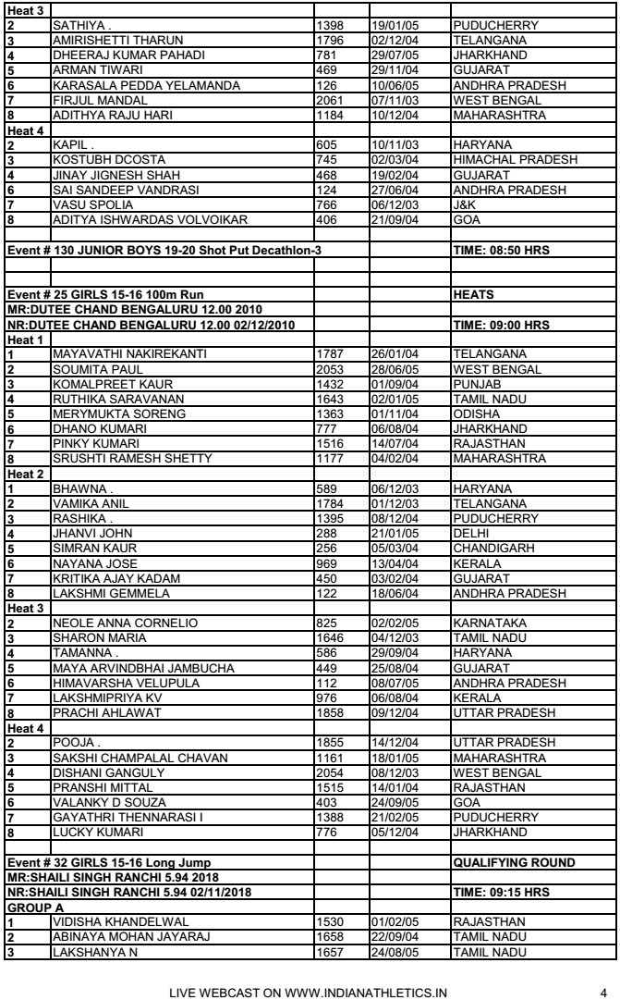 Heat 3
2 SATHIYA . 1398 19/01/05 PUDUCHERRY
3 AMIRISHETTI THARUN 1796 02/12/04 TELANGANA
4 DHEERAJ KUMAR PAHADI 781 29/07/05 JHARKHAND
5 ARMAN TIWARI 469 29/11/04 GUJARAT
6 KARASALA PEDDA YELAMANDA 126 10/06/05 ANDHRA PRADESH
7 FIRJUL MANDAL 2061 07/11/03 WEST BENGAL
8 ADITHYA RAJU HARI 1184 10/12/04 MAHARASHTRA
Heat 4
2 KAPIL . 605 10/11/03 HARYANA
3 KOSTUBH DCOSTA 745 02/03/04 HIMACHAL PRADESH
4 JINAY JIGNESH SHAH 468 19/02/04 GUJARAT
6 SAI SANDEEP VANDRASI 124 27/06/04 ANDHRA PRADESH
7 VASU SPOLIA 766 06/12/03 J&K
8 ADITYA ISHWARDAS VOLVOIKAR 406 21/09/04 GOA
Event # 130 JUNIOR BOYS 19-20 Shot Put Decathlon-3 TIME: 08:50 HRS
Event # 25 GIRLS 15-16 100m Run HEATS
MR:DUTEE CHAND BENGALURU 12.00 2010
NR:DUTEE CHAND BENGALURU 12.00 02/12/2010 TIME: 09:00 HRS
Heat 1
1 MAYAVATHI NAKIREKANTI 1787 26/01/04 TELANGANA
2 SOUMITA PAUL 2053 28/06/05 WEST BENGAL
3 KOMALPREET KAUR 1432 01/09/04 PUNJAB
4 RUTHIKA SARAVANAN 1643 02/01/05 TAMIL NADU
5 MERYMUKTA SORENG 1363 01/11/04 ODISHA
6 DHANO KUMARI 777 06/08/04 JHARKHAND
7 PINKY KUMARI 1516 14/07/04 RAJASTHAN
8 SRUSHTI RAMESH SHETTY 1177 04/02/04 MAHARASHTRA
Heat 2
1 BHAWNA . 589 06/12/03 HARYANA
2 VAMIKA ANIL 1784 01/12/03 TELANGANA
3 RASHIKA . 1395 08/12/04 PUDUCHERRY
4 JHANVI JOHN 288 21/01/05 DELHI
5 SIMRAN KAUR 256 05/03/04 CHANDIGARH
6 NAYANA JOSE 969 13/04/04 KERALA
7 KRITIKA AJAY KADAM 450 03/02/04 GUJARAT
8 LAKSHMI GEMMELA 122 18/06/04 ANDHRA PRADESH
Heat 3
2 NEOLE ANNA CORNELIO 825 02/02/05 KARNATAKA
3 SHARON MARIA 1646 04/12/03 TAMIL NADU
4 TAMANNA . 586 29/09/04 HARYANA
5 MAYA ARVINDBHAI JAMBUCHA 449 25/08/04 GUJARAT
6 HIMAVARSHA VELUPULA 112 08/07/05 ANDHRA PRADESH
7 LAKSHMIPRIYA KV 976 06/08/04 KERALA
8 PRACHI AHLAWAT 1858 09/12/04 UTTAR PRADESH
Heat 4
2 POOJA . 1855 14/12/04 UTTAR PRADESH
3 SAKSHI CHAMPALAL CHAVAN 1161 18/01/05 MAHARASHTRA
4 DISHANI GANGULY 2054 08/12/03 WEST BENGAL
5 PRANSHI MITTAL 1515 14/01/04 RAJASTHAN
6 VALANKY D SOUZA 403 24/09/05 GOA
7 GAYATHRI THENNARASI I 1388 21/02/05 PUDUCHERRY
8 LUCKY KUMARI 776 05/12/04 JHARKHAND
Event # 32 GIRLS 15-16 Long Jump QUALIFYING ROUND
MR:SHAILI SINGH RANCHI 5.94 2018
NR:SHAILI SINGH RANCHI 5.94 02/11/2018 TIME: 09:15 HRS
GROUP A
1 VIDISHA KHANDELWAL 1530 01/02/05 RAJASTHAN
2 ABINAYA MOHAN JAYARAJ 1658 22/09/04 TAMIL NADU
3 LAKSHANYA N 1657 24/08/05 TAMIL NADU
LIVE WEBCAST ON WWW.INDIANATHLETICS.IN 4